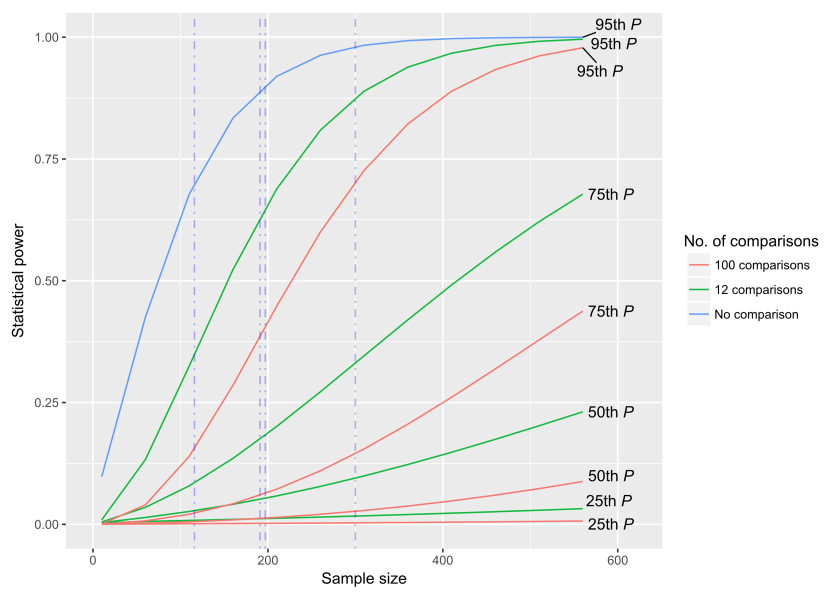 95th P
1.00
95th P
95th P
0.75
75th P
No. of comparisons
100 comparisons
12 comparisons
No comparison
Statistical power
0.50
75th P
0.25
50th P
50th P
25th P
0.00
25th P
0
200
400
600
Sample size